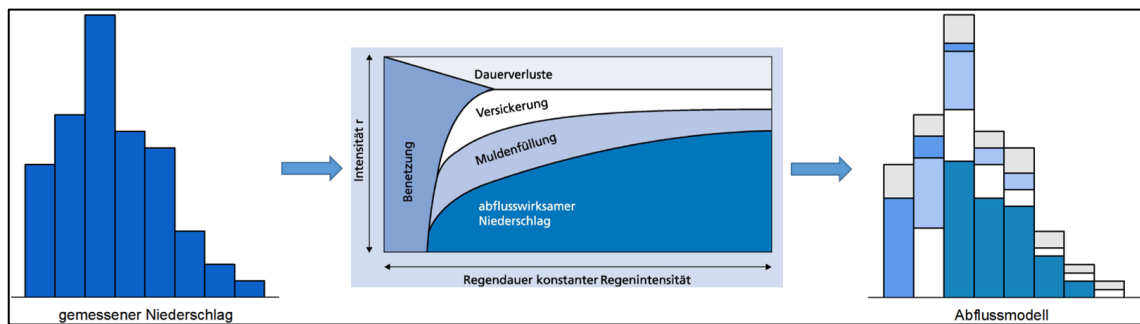 gemessener Niederschlag
Intensität r
Benetzung
Dauerverluste
Versickerung
Muldenfüllung
abflusswirksamer
Niederschlag
Regendauer konstanter Regenintensität
Abflussmodell